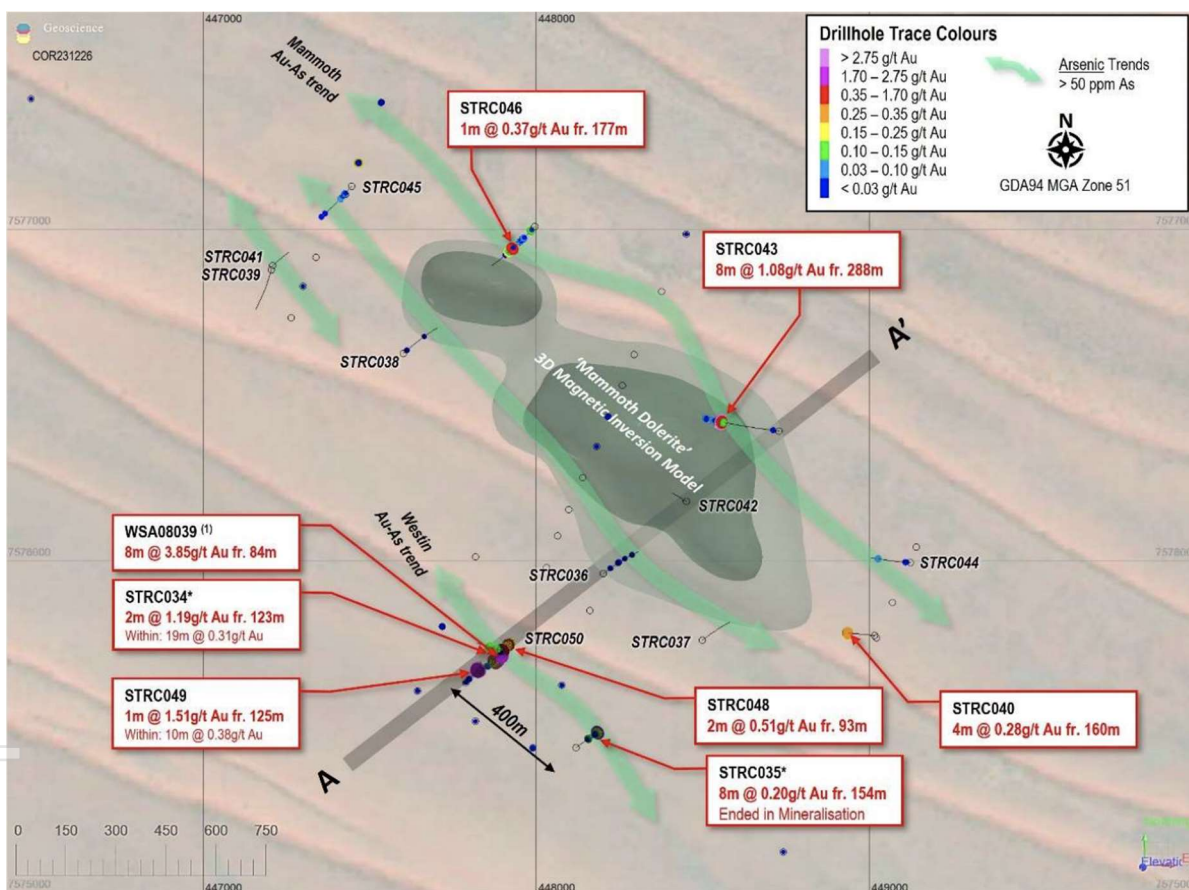 447000
448000
Geoscience
COR231226
Mammoth
Au-As trend
Drillhole Trace Colours
> 2.75 g/t Au
1.70 – 2.75 g/t Au
0.35 – 1.70 g/t Au
0.25 – 0.35 g/t Au
0.15 – 0.25 g/t Au
0.10 – 0.15 g/t Au
0.03 – 0.10 g/t Au
< 0.03 g/t Au
Arsenic Trends
> 50 ppm As
N
GDA94 MGA Zone 51
STRC046
1m @ 0.37g/t Au fr. 177m
STRC045
7577000
STRC041
STRC039
STRC043
8m @ 1.08g/t Au fr. 288m
A'
STRC038
'Mammoth Dolerite'
3D Magnetic Inversion Model
STRC042
WSA08039 (1)
8m @ 3.85g/t Au fr. 84m
Westin
Au-As trend
7576000
STRC036
STRC044
STRC034*
2m @ 1.19g/t Au fr. 123m
Within: 19m @ 0.31g/t Au
STRC050
STRC037
STRC049
1m @ 1.51g/t Au fr. 125m
Within: 10m @ 0.38g/t Au
400m
STRC048
2m @ 0.51g/t Au fr. 93m
STRC040
4m @ 0.28g/t Au fr. 160m
A
STRC035*
8m @ 0.20g/t Au fr. 154m
Ended in Mineralisation
0 150 300 450 600 750
7575000
447000
448000
449000